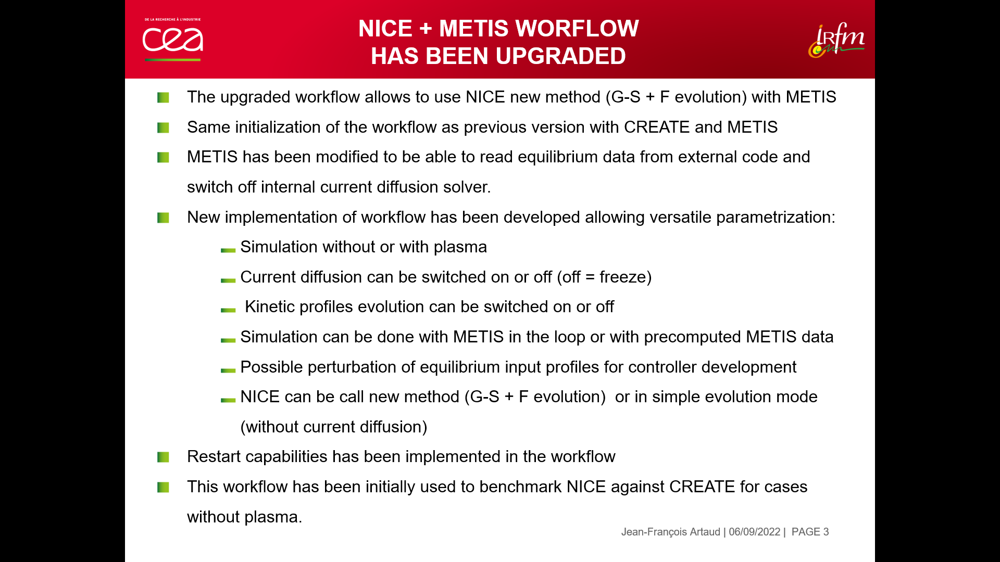 DE LA RECHERCHE À L'INDUSTRIE
cea
NICE + METIS WORFLOW
HAS BEEN UPGRADED
iRfm
The upgraded workflow allows to use NICE new method (G-S + F evolution) with METIS
Same initialization of the workflow as previous version with CREATE and METIS
METIS has been modified to be able to read equilibrium data from external code and
switch off internal current diffusion solver.
New implementation of workflow has been developed allowing versatile parametrization:
Simulation without or with plasma
Current diffusion can be switched on or off (off = freeze)
Kinetic profiles evolution can be switched on or off
Simulation can be done with METIS in the loop or with precomputed METIS data
Possible perturbation of equilibrium input profiles for controller development
NICE can be call new method (G-S + F evolution)  or in simple evolution mode
(without current diffusion)
Restart capabilities has been implemented in the workflow
This workflow has been initially used to benchmark NICE against CREATE for cases
without plasma.
Jean-François Artaud | 06/09/2022 |  PAGE 3